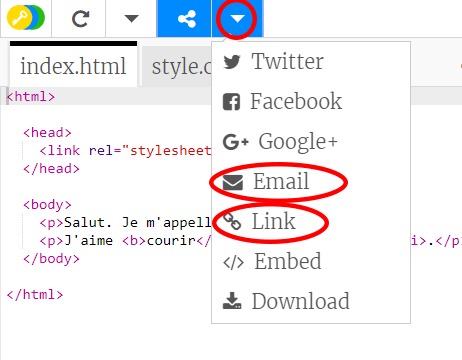 index.html style.c
Twitter
Facebook
Google+
Email
Link
Embed
Download
<html>
<head>
<link rel="stylesheet
</head>
<body>
<p>Salut. Je m'appell
<p>J'aime <b>courir</ i>.</p
</body>
</html>